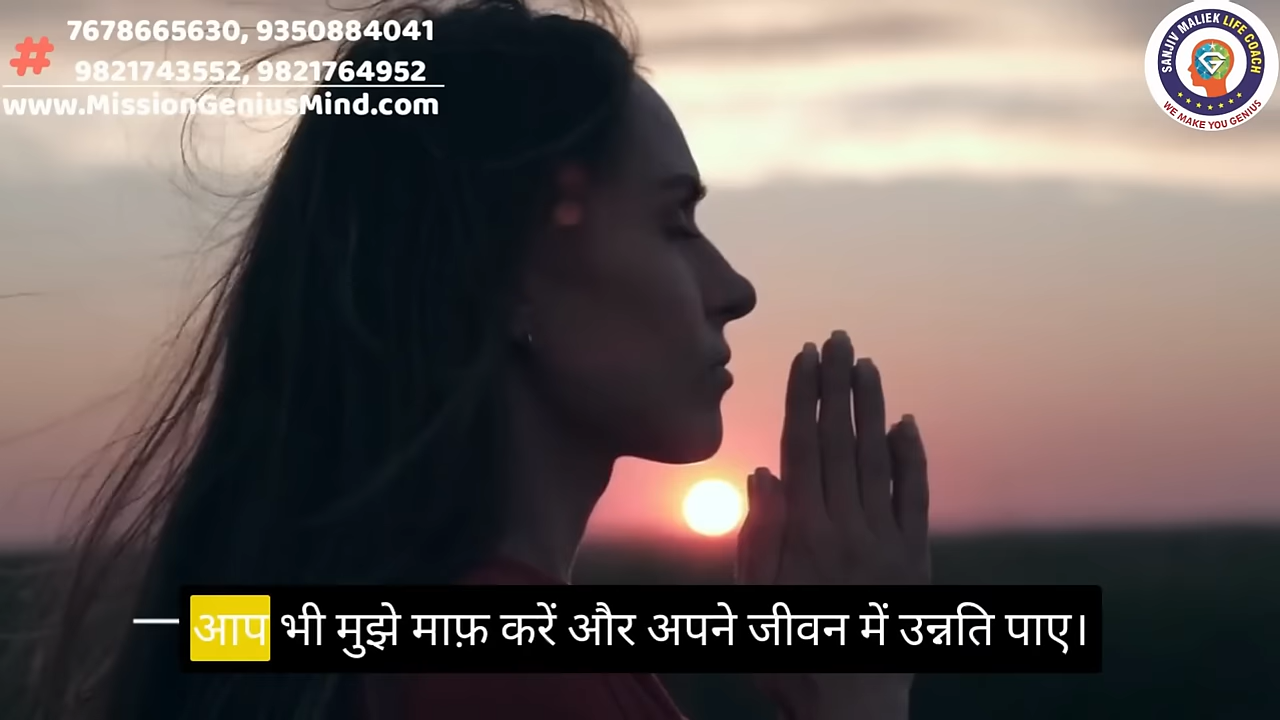 7678665630, 9350884041
# 9821743552, 9821764952
www.MissionGeniusMind.com
SANJIV MALIEK LIFE COACH
WE MAKE YOU GENIUS
आप भी मुझे माफ़ करें और अपने जीवन में उन्नति पाए।